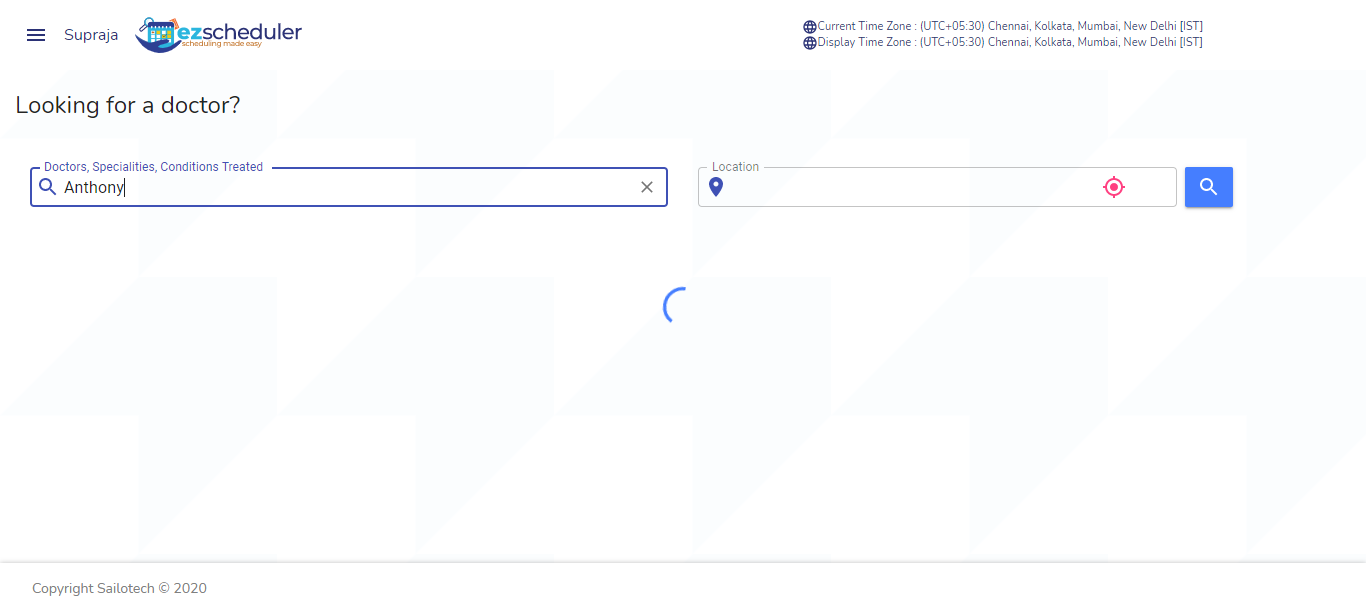 Supraja
ezscheduler
scheduling made easy
Current Time Zone : (UTC+05:30) Chennai, Kolkata, Mumbai, New Delhi [IST]
Display Time Zone : (UTC+05:30) Chennai, Kolkata, Mumbai, New Delhi [IST]
Looking for a doctor?
Doctors, Specialities, Conditions Treated
Anthony
Location
Copyright Sailotech © 2020